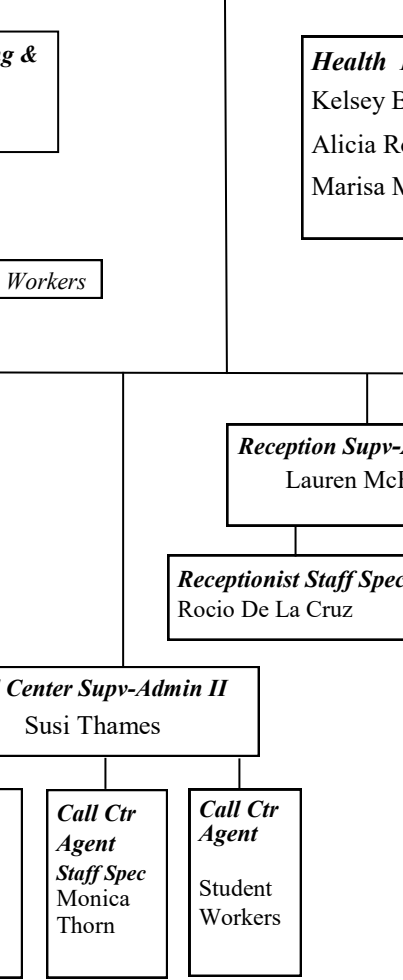 g &
Health
Kelsey B
Alicia R
Marisa M
Workers
Reception Supv-
Lauren Mc
Receptionist Staff Spec
Rocio De La Cruz
Center Supv-Admin II
Susi Thames
Call Ctr
Agent
Staff Spec
Monica
Thorn
Call Ctr
Agent
Student
Workers